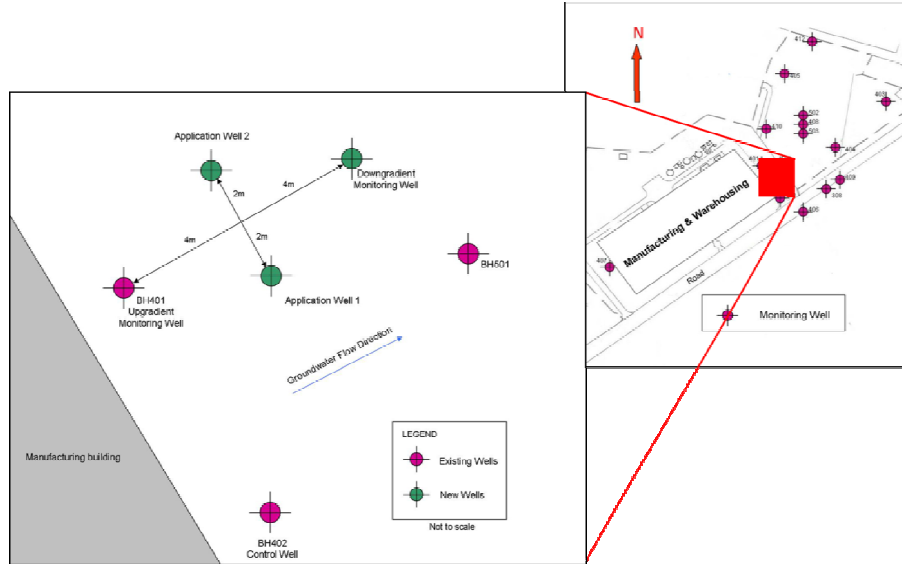 Application Well 2
Downgradient
Monitoring Well
2m
4m
4m
2m
BH501
BH401
Upgradient
Monitoring Well
Application Well 1
Groundwater Flow Direction
Manufacturing building
LEGEND
Existing Wells
New Wells
Not to scale
BH402
Control Well
N
412
502
404
Manufacturing & Warehousing
Road
Monitoring Well